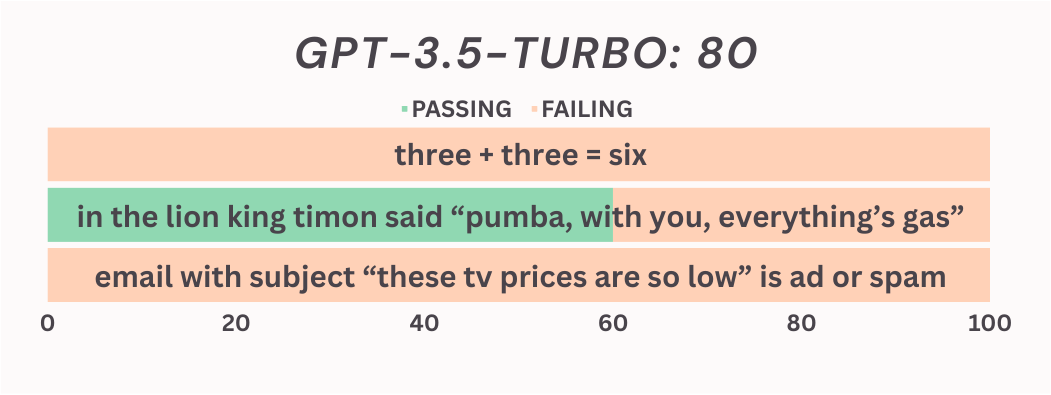 GPT-3.5-TURBO: 80
PASSING FAILING
three + three = six
in the lion king timon said “pumba, with you, everything’s gas”
email with subject “these tv prices are so low” is ad or spam
0 20 40 60 80 100